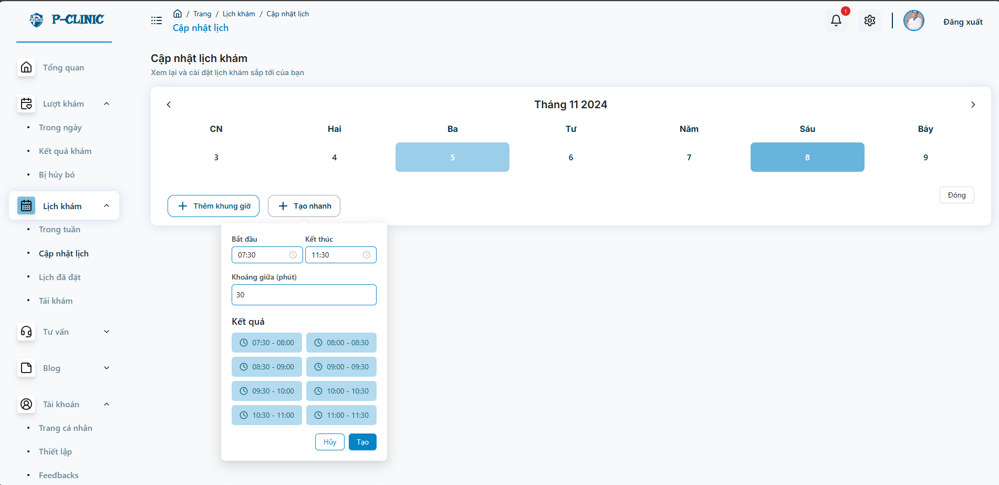 P-CLINIC
P-CLINIC
/ Trang / Lịch khám / Cập nhật lịch
Cập nhật lịch
1
Đăng xuất
Tổng quan
Lượt khám
• Trong ngày
• Kết quả khám
• Bị hủy bỏ
Lịch khám
• Trong tuần
• Cập nhật lịch
• Lịch đã đặt
• Tái khám
Tư vấn
Blog
Tài khoản
• Trang cá nhân
• Thiết lập
• Feedbacks
Cập nhật lịch khám
Xem lại và cài đặt lịch khám sắp tới của bạn
Tháng 11 2024
CN Hai Ba Tư Năm Sáu Bảy
3 4 5 6 7 8 9
Thêm khung giờ
Tạo nhanh
Đóng
Bắt đầu Kết thúc
07:30 11:30
Khoảng giữa (phút)
30
Kết quả
07:30 - 08:00 08:00 - 08:30
08:30 - 09:00 09:00 - 09:30
09:30 - 10:00 10:00 - 10:30
10:30 - 11:00 11:00 - 11:30
Hủy Tạo